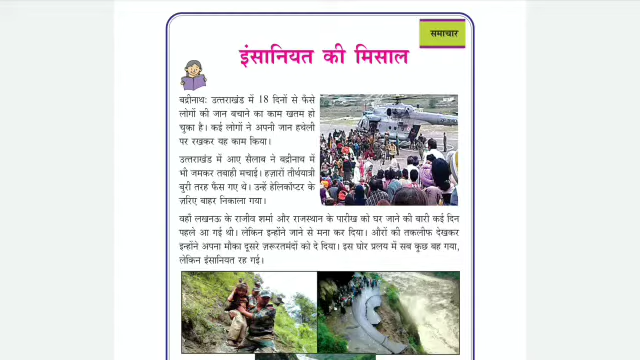 समाचार
इंसानियत की मिसाल
बद्रीनाथ: उत्तराखंड में 18 दिनों से फँसे
लोगों की जान बचाने का काम खतम हो
चुका है। कई लोगों ने अपनी जान हथेली
पर रखकर यह काम किया।
उत्तराखंड में आए सैलाब ने बद्रीनाथ में
भी जमकर तबाही मचाई। हज़ारों तीर्थयात्री
बुरी तरह फँस गए थे। उन्हें हेलिकॉप्टर के
ज़रिए बाहर निकाला गया।
वहाँ लखनऊ के राजीव शर्मा और राजस्थान के पारीख को घर जाने की बारी कई दिन
पहले आ गई थी। लेकिन इन्होंने जाने से मना कर दिया। औरों की तकलीफ देखकर
इन्होंने अपना मौका दूसरे ज़रूरतमंदों को दे दिया। इस घोर प्रलय में सब कुछ बह गया,
लेकिन इंसानियत रह गई।